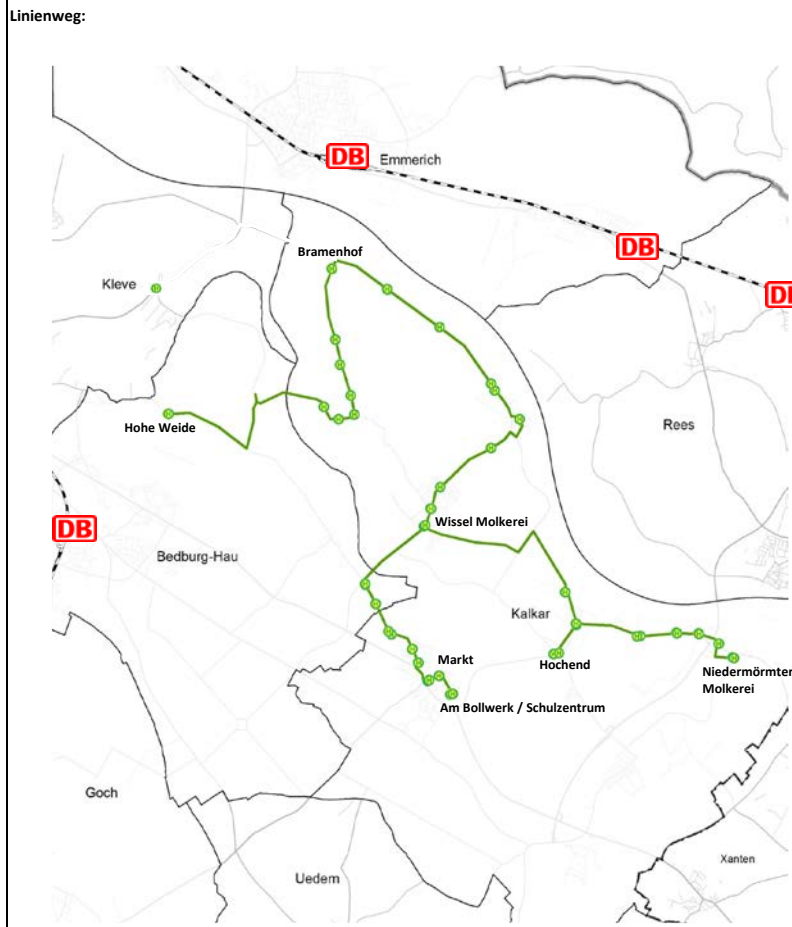 Linienweg:
DB
Emmerich
DB
Bramenhof
Kleve
DB
Hohe Weide
Rees
Wissel Molkerei
DB
Bedburg-Hau
Kalkar
Markt
Hochend
Niedermörmter
Molkerei
Am Bollwerk / Schulzentrum
Goch
Xanten
Uedem